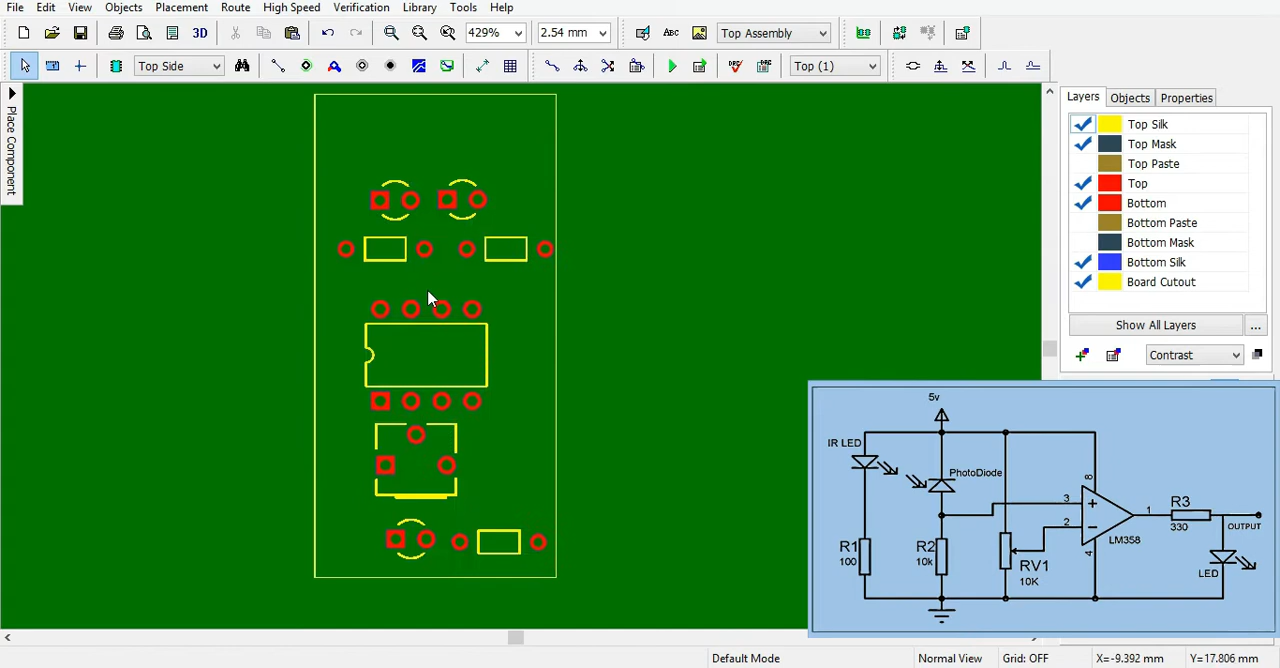 File Edit View Objects Placement Route High Speed Verification Library Tools Help
3D 429% 2.54 mm ABC Top Assembly
Top Side DRC Top (1)
Place Component
Layers Objects Properties
Top Silk
Top Mask
Top Paste
Top
Bottom
Bottom Paste
Bottom Mask
Bottom Silk
Board Cutout
Show All Layers ...
Contrast
5v
IR LED
PhotoDiode
8
3
2
1
R3
330
OUTPUT
LM358
R1
100
R2
10k
RV1
10K
4
LED
Default Mode Normal View Grid: OFF X=-9.392 mm Y=17.806 mm